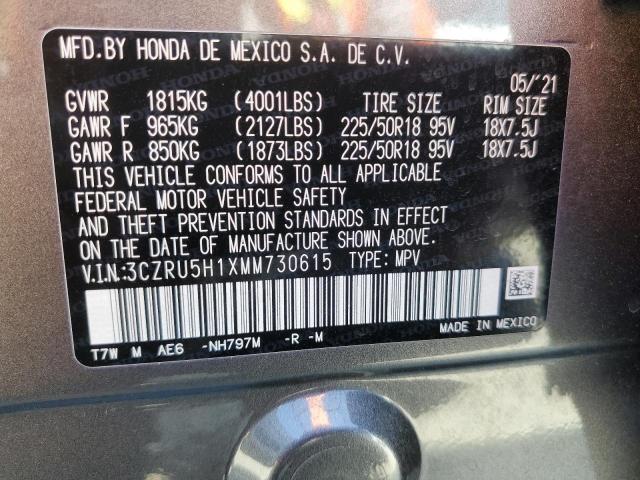 MFD.BY HONDA DE MEXICO S.A. DE C.V.
05/'21
GVWR 1815KG (4001LBS) TIRE SIZE RIM SIZE
GAWR F 965KG (2127LBS) 225/50R18 95V 18X7.5J
GAWR R 850KG (1873LBS) 225/50R18 95V 18X7.5J
THIS VEHICLE CONFORMS TO ALL APPLICABLE
FEDERAL MOTOR VEHICLE SAFETY
AND THEFT PREVENTION STANDARDS IN EFFECT
ON THE DATE OF MANUFACTURE SHOWN ABOVE.
V.I.N.:3CZRU5H1XMM730615 TYPE: MPV
MADE IN MEXICO
T7W M AE6 -NH797M -R -M